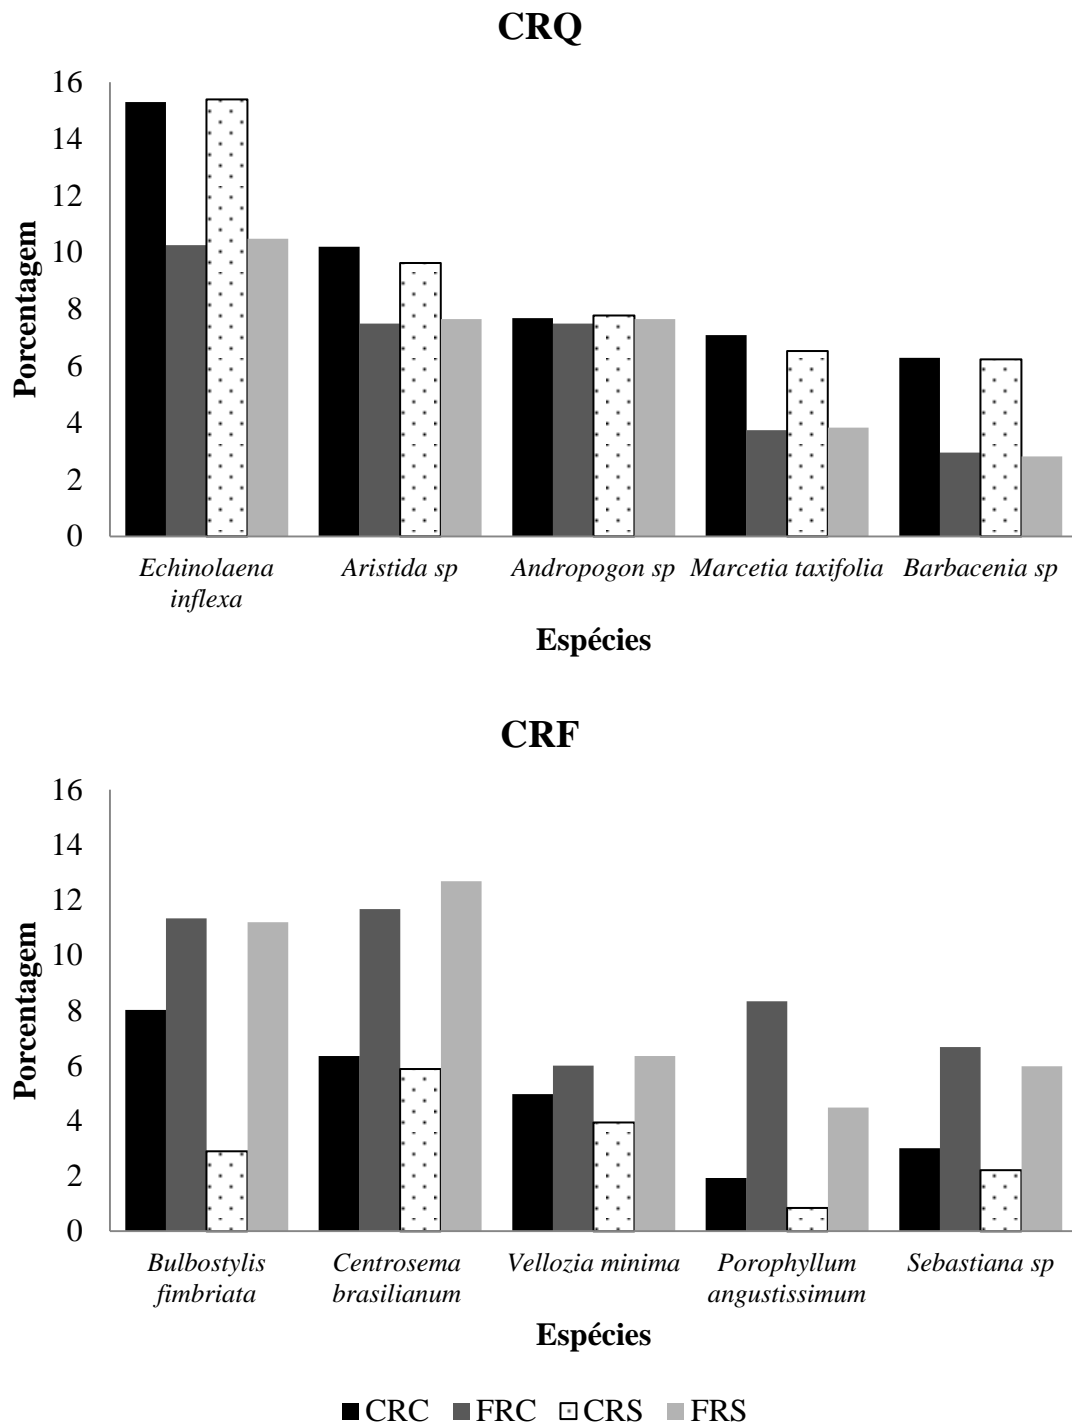 CRQ
16
14
12
10
8
6
4
2
0
Porcentagem
Echinolaena inflexa
Aristida sp
Andropogon sp
Marcetia taxifolia
Barbacenia sp
Espécies
CRF
16
14
12
10
8
6
4
2
0
Porcentagem
Bulbostylis fimbriata
Centrosema brasilianum
Vellozia minima
Porophyllum angustissimum
Sebastiana sp
Espécies
CRC FRC CRS FRS